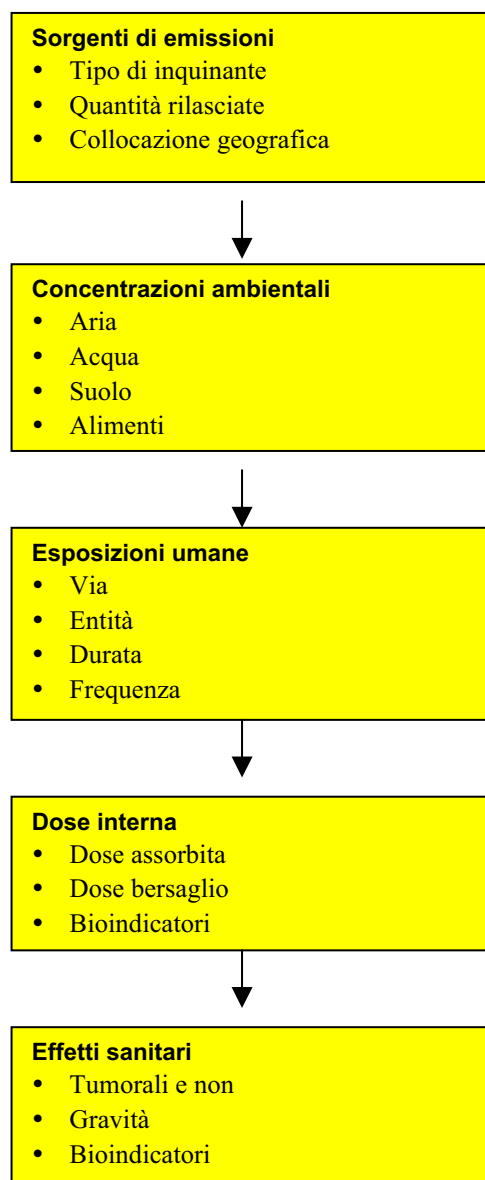 Sorgenti di emissioni
• Tipo di inquinante
• Quantità rilasciate
• Collocazione geografica
Concentrazioni ambientali
• Aria
• Acqua
• Suolo
• Alimenti
Esposizioni umane
• Via
• Entità
• Durata
• Frequenza
Dose interna
• Dose assorbita
• Dose bersaglio
• Bioindicatori
Effetti sanitari
• Tumorali e non
• Gravità
• Bioindicatori